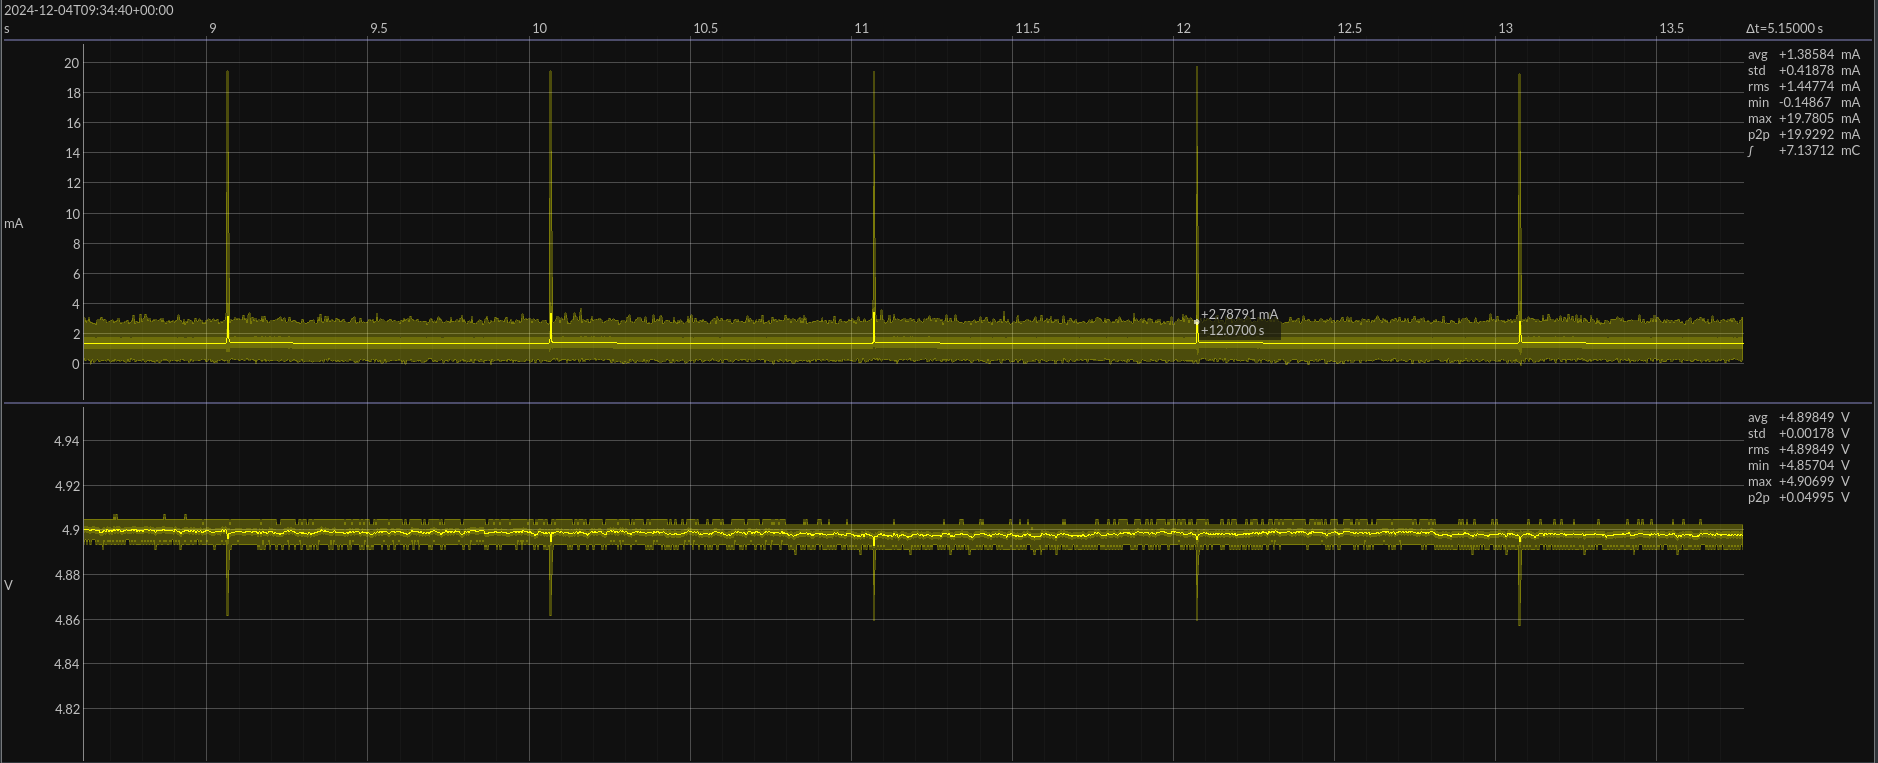 2024-12-04T09:34:40+00:00
s 9 9.5 10 10.5 11 11.5 12 12.5 13 13.5 Δt=5.15000 s
20
18
16
14
12
10
8
6
4
2
0
mA
+2.78791 mA
+12.0700 s
avg +1.38584 mA
std +0.41878 mA
rms +1.44774 mA
min -0.14867 mA
max +19.7805 mA
p2p +19.9292 mA
∫ +7.13712 mC
4.94
4.92
4.9
4.88
4.86
4.84
4.82
V
avg +4.89849 V
std +0.00178 V
rms +4.89849 V
min +4.85704 V
max +4.90699 V
p2p +0.04995 V